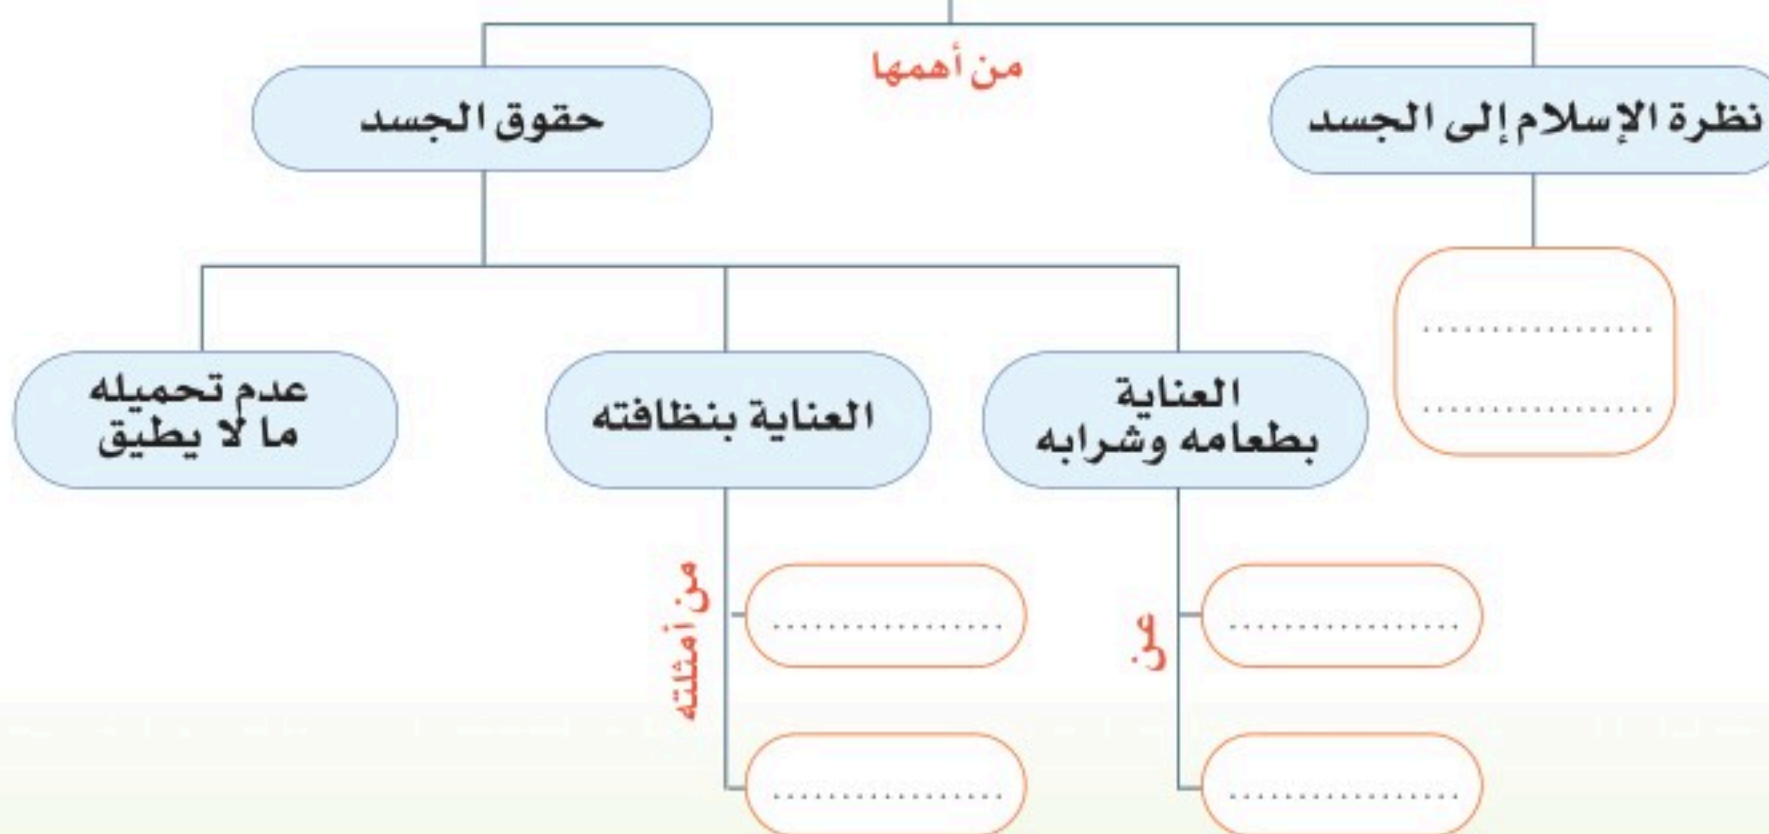 من أهمها
نظرة الإسلام إلى الجسد
حقوق الجسد
................
................
العناية
بطعامه وشرابه
العناية بنظافته
عدم تحميله
ما لا يطيق
عن
................
................
من أمثلته
................
................